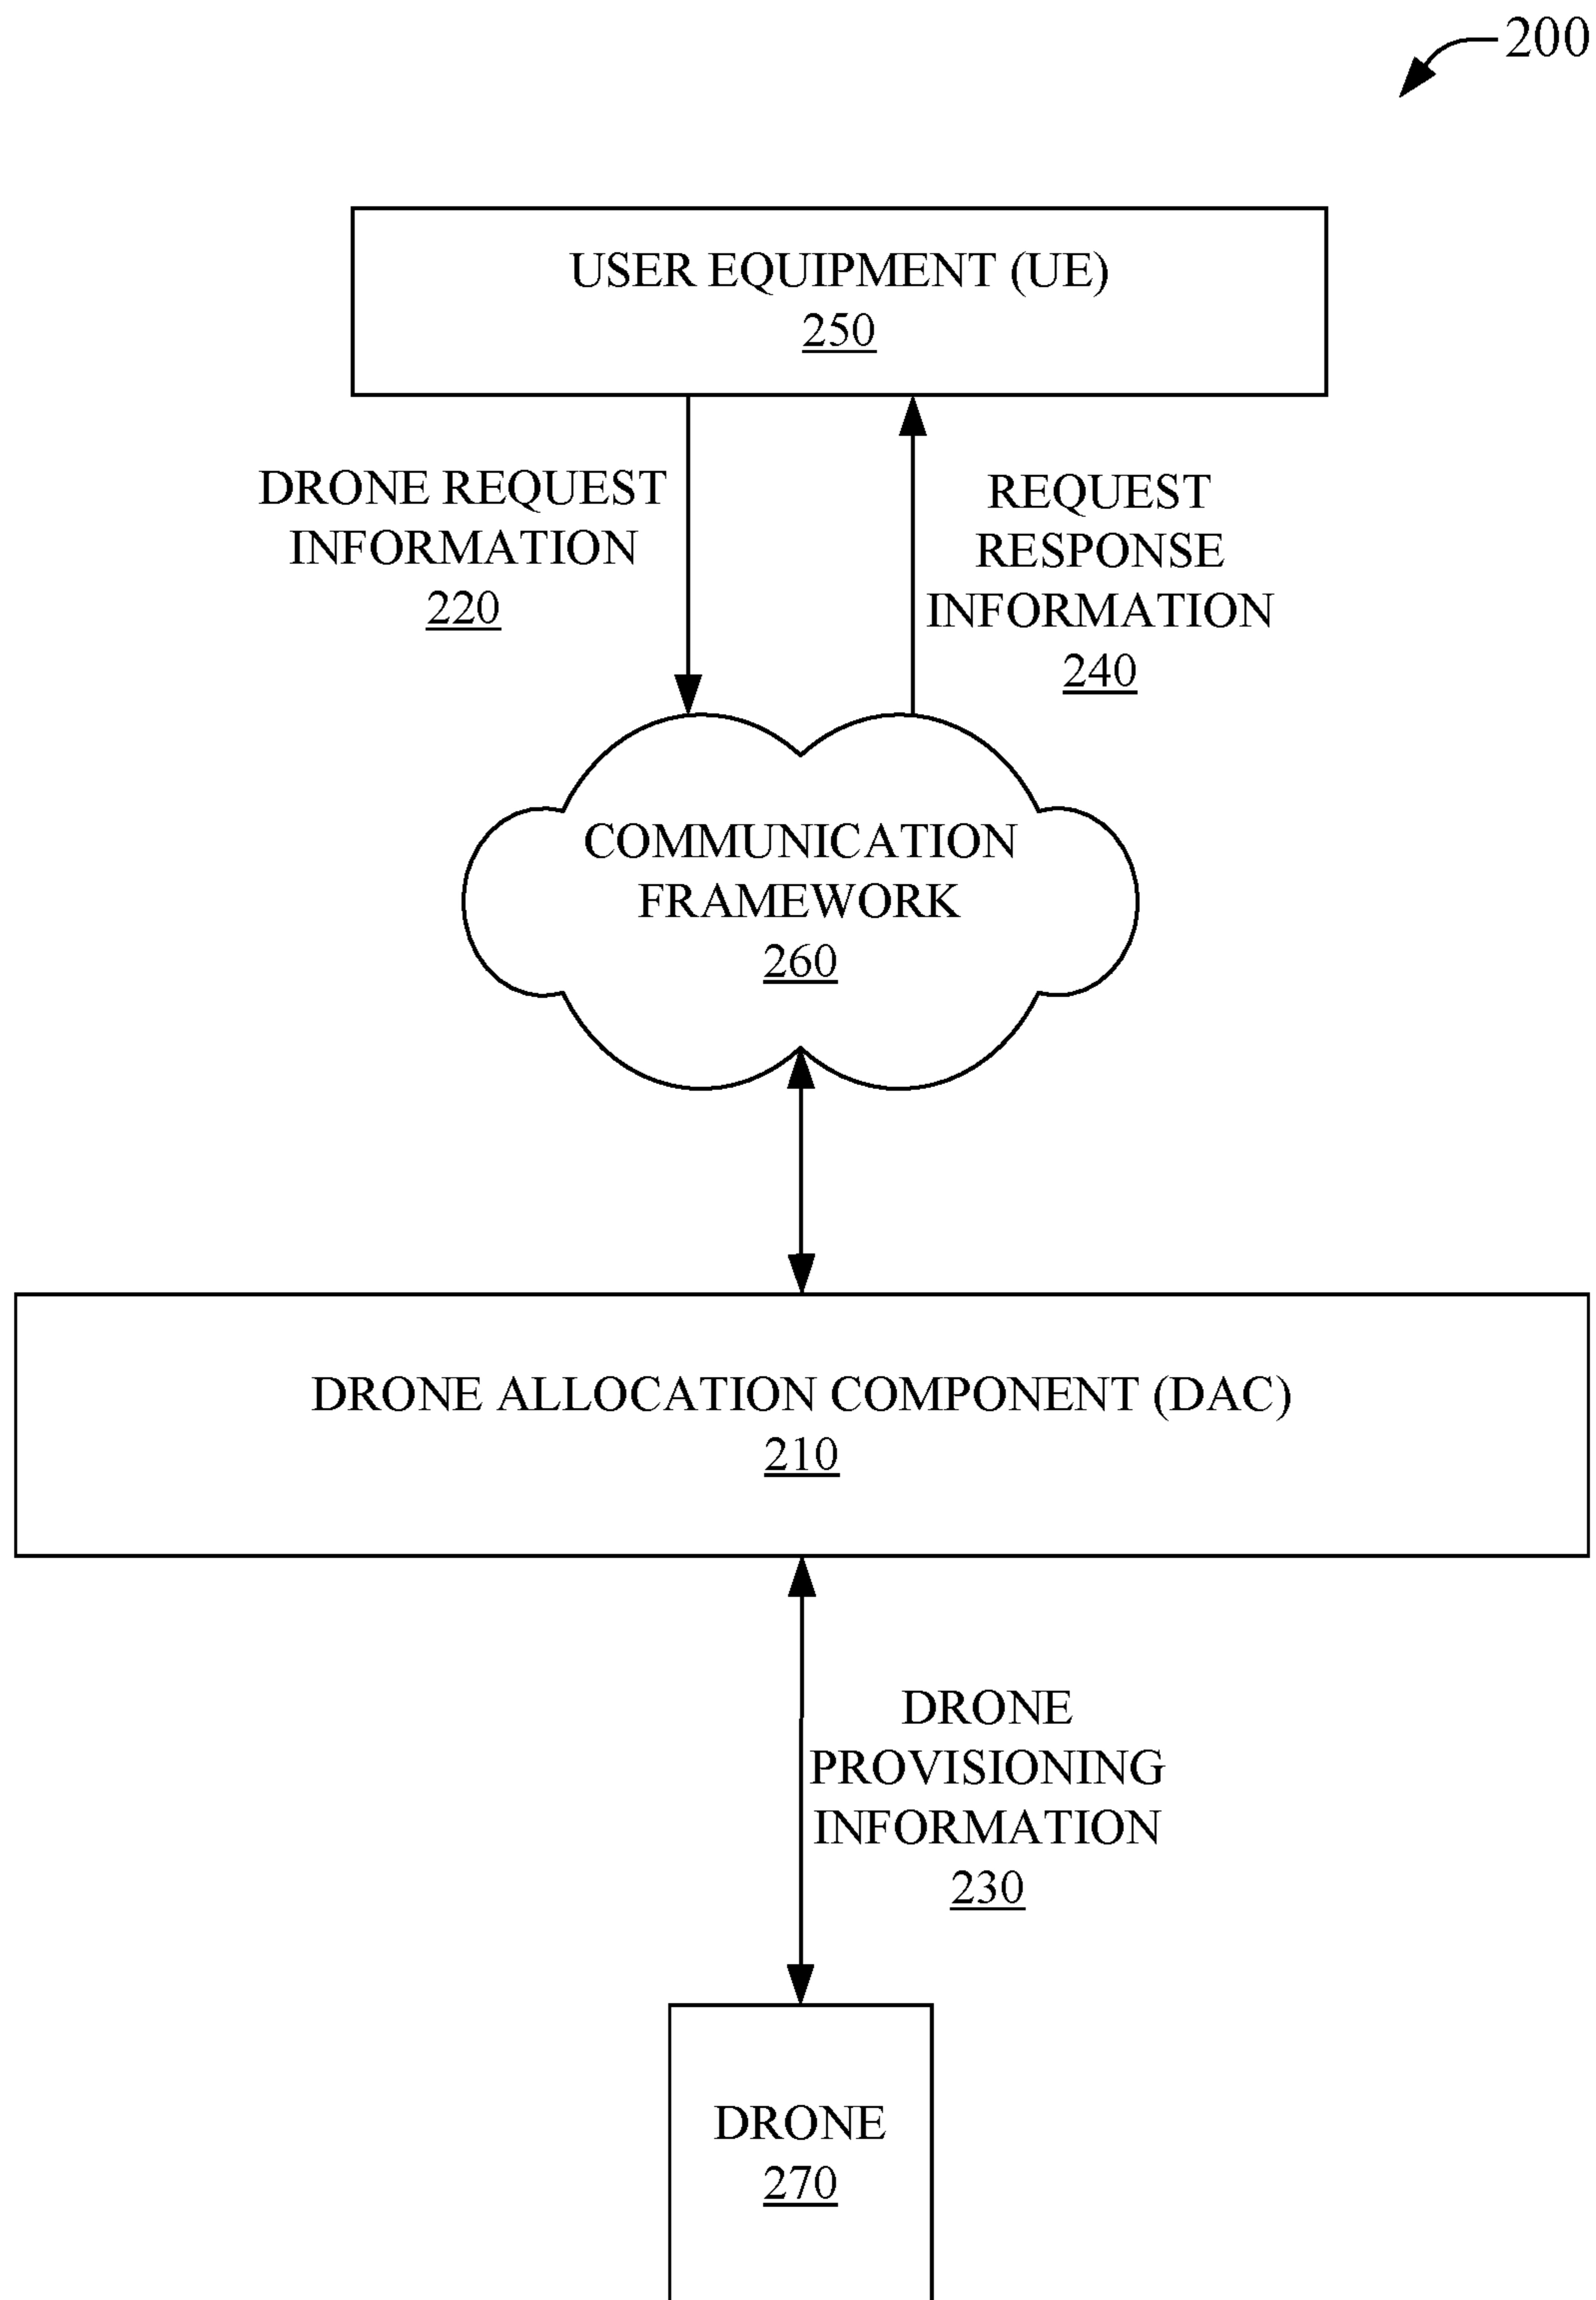 200
USER EQUIPMENT (UE)
250
DRONE REQUEST
INFORMATION
220
REQUEST
RESPONSE
INFORMATION
240
COMMUNICATION
FRAMEWORK
260
DRONE ALLOCATION COMPONENT (DAC)
210
DRONE
PROVISIONING
INFORMATION
230
DRONE
270